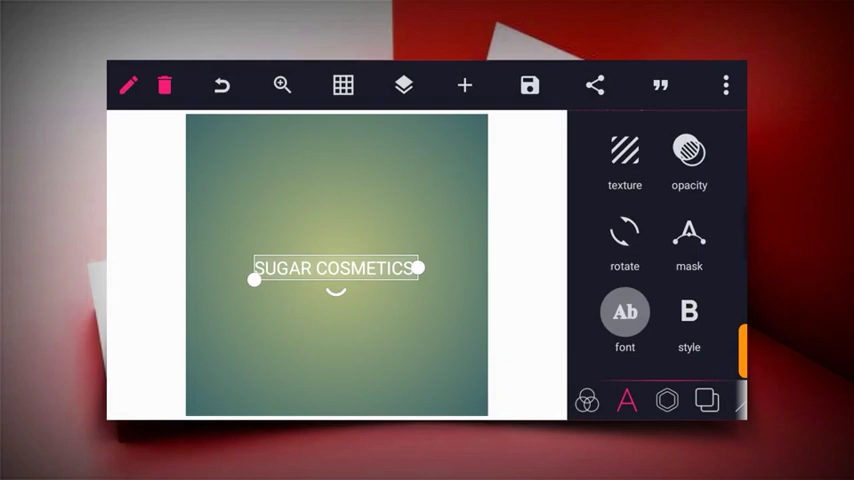 texture
opacity
SUGAR COSMETICS
rotate
mask
Ab
B
font
style
A